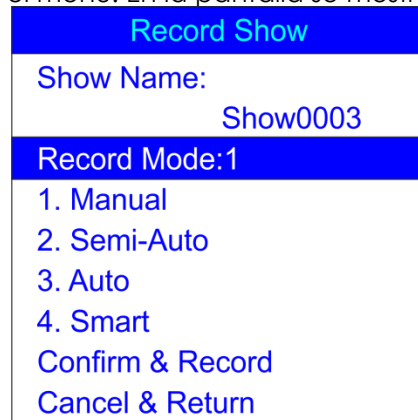 Record Show
Show Name:
Show0003
Record Mode:1
1. Manual
2. Semi-Auto
3. Auto
4. Smart
Confirm & Record
Cancel & Return